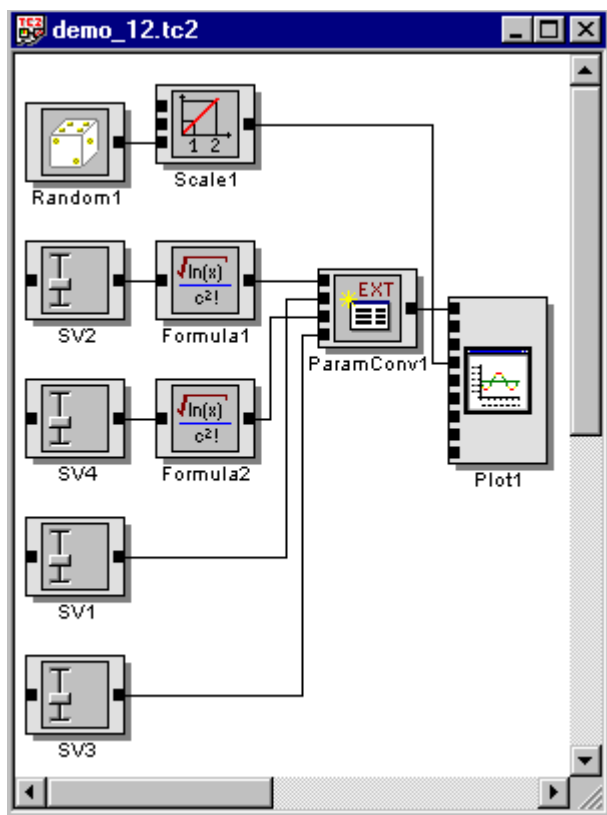 TC2
demo_12.tc2
1 2
Random1
Scale1
√ln(x)
c²!
EXT
SV2
Formula1
ParamConv1
√ln(x)
c²!
SV4
Formula2
Plot1
SV1
SV3